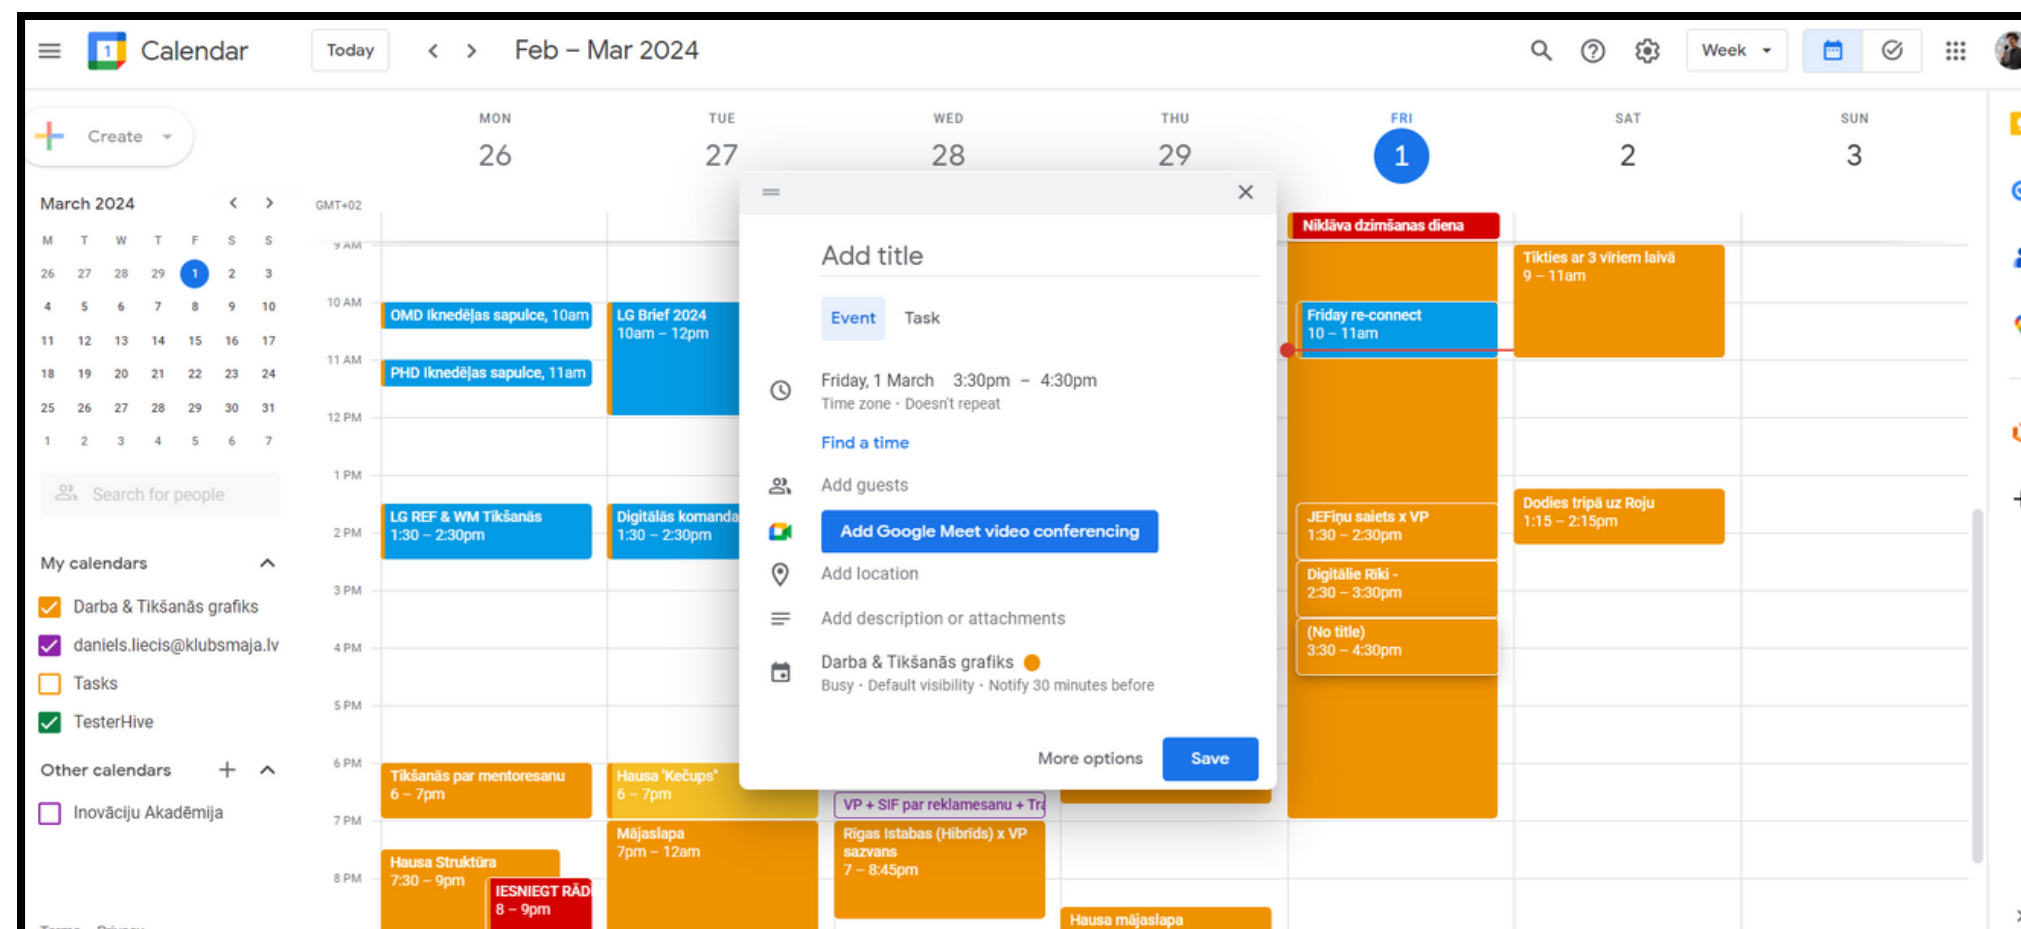 1
Calendar
Today
Feb – Mar 2024
Week
Create
MON
TUE
WED
THU
FRI
SAT
SUN
26
27
28
29
1
2
3
March 2024
M T W T F S S
26 27 28 29 1 2 3
4 5 6 7 8 9 10
11 12 13 14 15 16 17
18 19 20 21 22 23 24
25 26 27 28 29 30 31
1 2 3 4 5 6 7
Search for people
My calendars
Darba & Tikšanās grafiks
daniels.liecis@klubsmaja.lv
Tasks
TesterHive
Other calendars
Inovāciju Akadēmija
GMT+02
9 AM
10 AM
11 AM
12 PM
1 PM
2 PM
3 PM
4 PM
5 PM
6 PM
7 PM
8 PM
OMD Iknedēļas sapulce, 10am
PHD Iknedēļas sapulce, 11am
LG REF & WM Tikšanās
1:30 – 2:30pm
Tikšanās par mentoresanu
6 – 7pm
Hausa Struktūra
7:30 – 9pm
IESNIEGT RĀD
8 – 9pm
LG Brief 2024
10am – 12pm
Digitālās komanda
1:30 – 2:30pm
Hausa 'Kečups"
6 – 7pm
Mājaslapa
7pm – 12am
Add title
Event
Task
Friday, 1 March 3:30pm – 4:30pm
Time zone · Doesn't repeat
Find a time
Add guests
Add Google Meet video conferencing
Add location
Add description or attachments
Darba & Tikšanās grafiks
Busy · Default visibility · Notify 30 minutes before
More options
Save
VP + SIF par reklamesanu + Tra
Rīgas Istabas (Hibrīds) x VP
sazvans
7 – 8:45pm
Hausa mājaslapa
Niklāva dzimšanas diena
Friday re-connect
10 – 11am
JEFiņu saiets x VP
1:30 – 2:30pm
Digitālie Rīki -
2:30 – 3:30pm
(No title)
3:30 – 4:30pm
Tikties ar 3 vīriem laivā
9 – 11am
Dodies tripā uz Roju
1:15 – 2:15pm